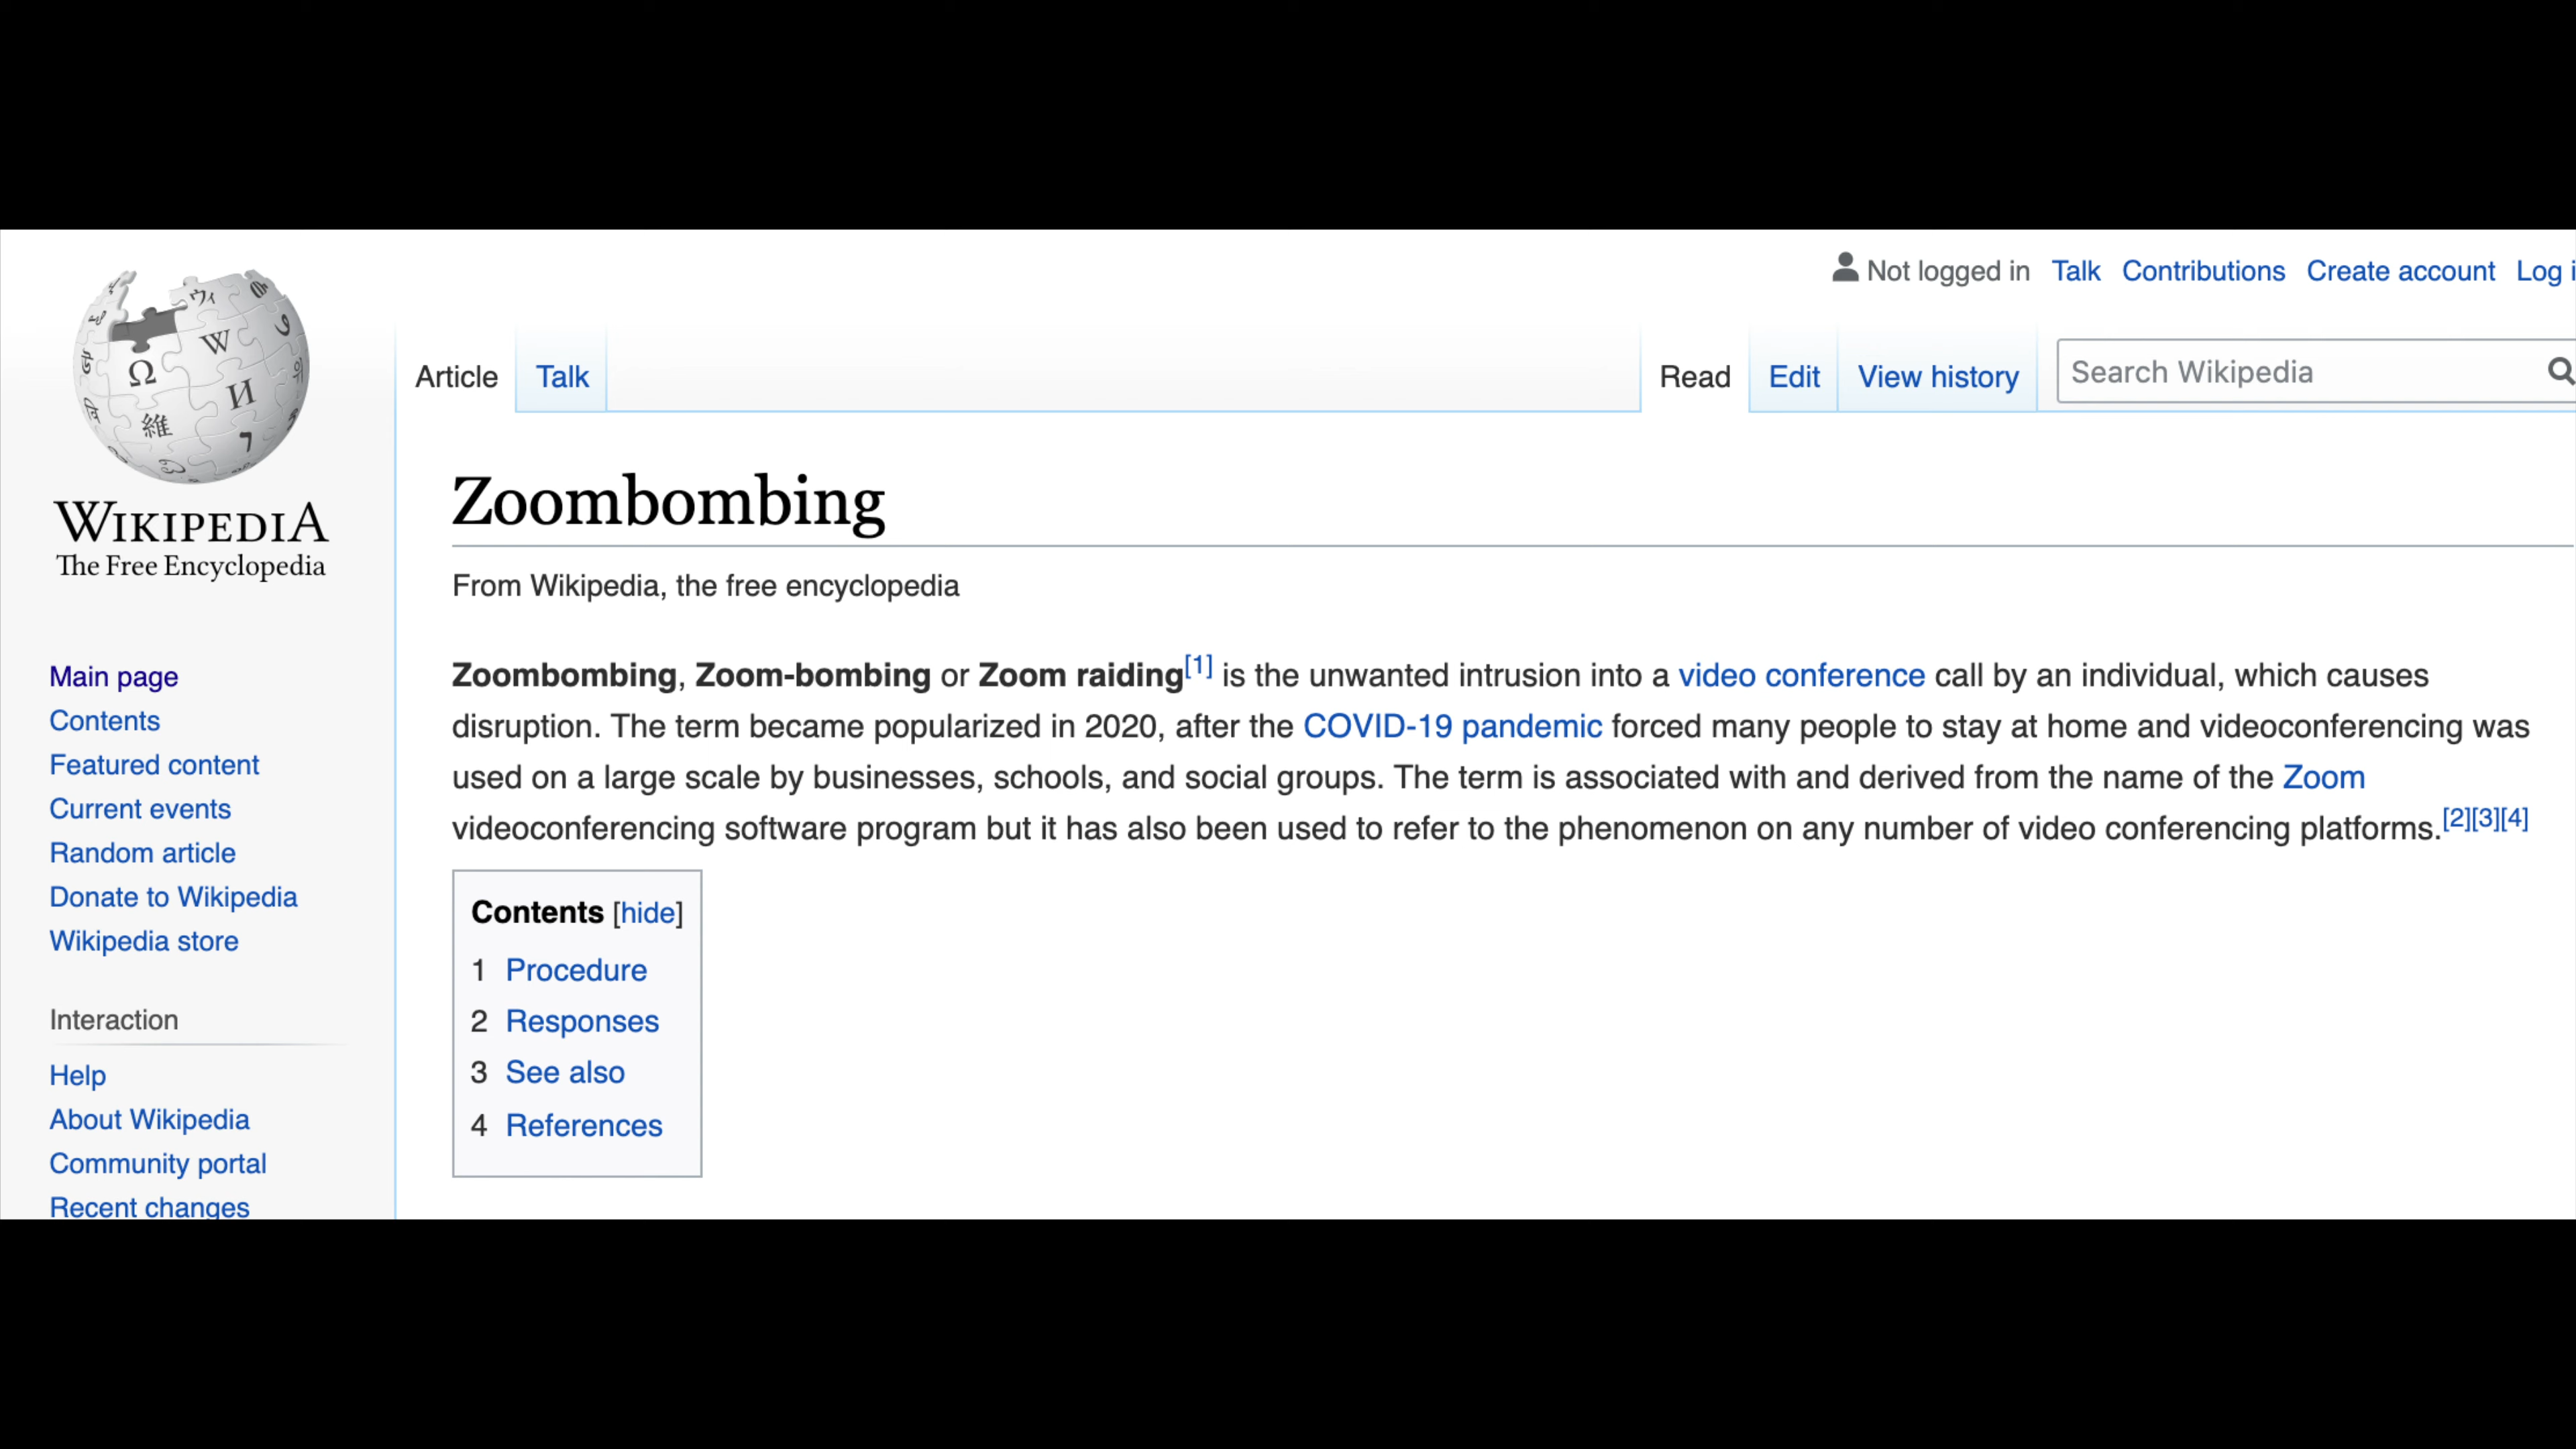 Not logged in Talk Contributions Create account Log i
Article Talk Read Edit View history Search Wikipedia
WIKIPEDIA
The Free Encyclopedia
Main page
Contents
Featured content
Current events
Random article
Donate to Wikipedia
Wikipedia store
Interaction
Help
About Wikipedia
Community portal
Recent changes
Zoombombing
From Wikipedia, the free encyclopedia
Zoombombing, Zoom-bombing or Zoom raiding[1] is the unwanted intrusion into a video conference call by an individual, which causes
disruption. The term became popularized in 2020, after the COVID-19 pandemic forced many people to stay at home and videoconferencing was
used on a large scale by businesses, schools, and social groups. The term is associated with and derived from the name of the Zoom
videoconferencing software program but it has also been used to refer to the phenomenon on any number of video conferencing platforms.[2][3][4]
Contents [hide]
1 Procedure
2 Responses
3 See also
4 References